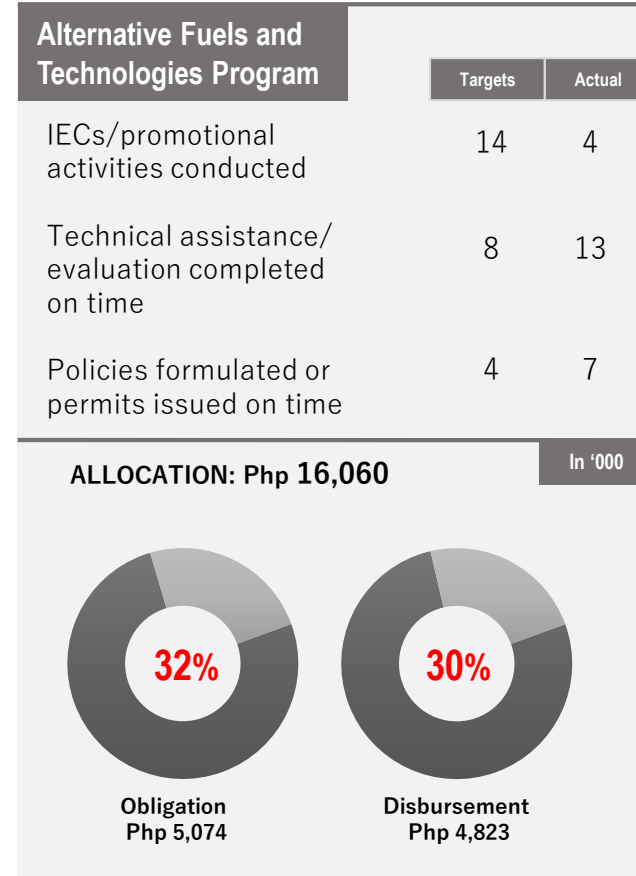 Alternative Fuels and
Technologies Program
Targets Actual
IECs/promotional
activities conducted
14 4
Technical assistance/
evaluation completed
on time
8 13
Policies formulated or
permits issued on time
4 7
ALLOCATION: Php 16,060
In ‘000
32%
30%
Obligation
Php 5,074
Disbursement
Php 4,823